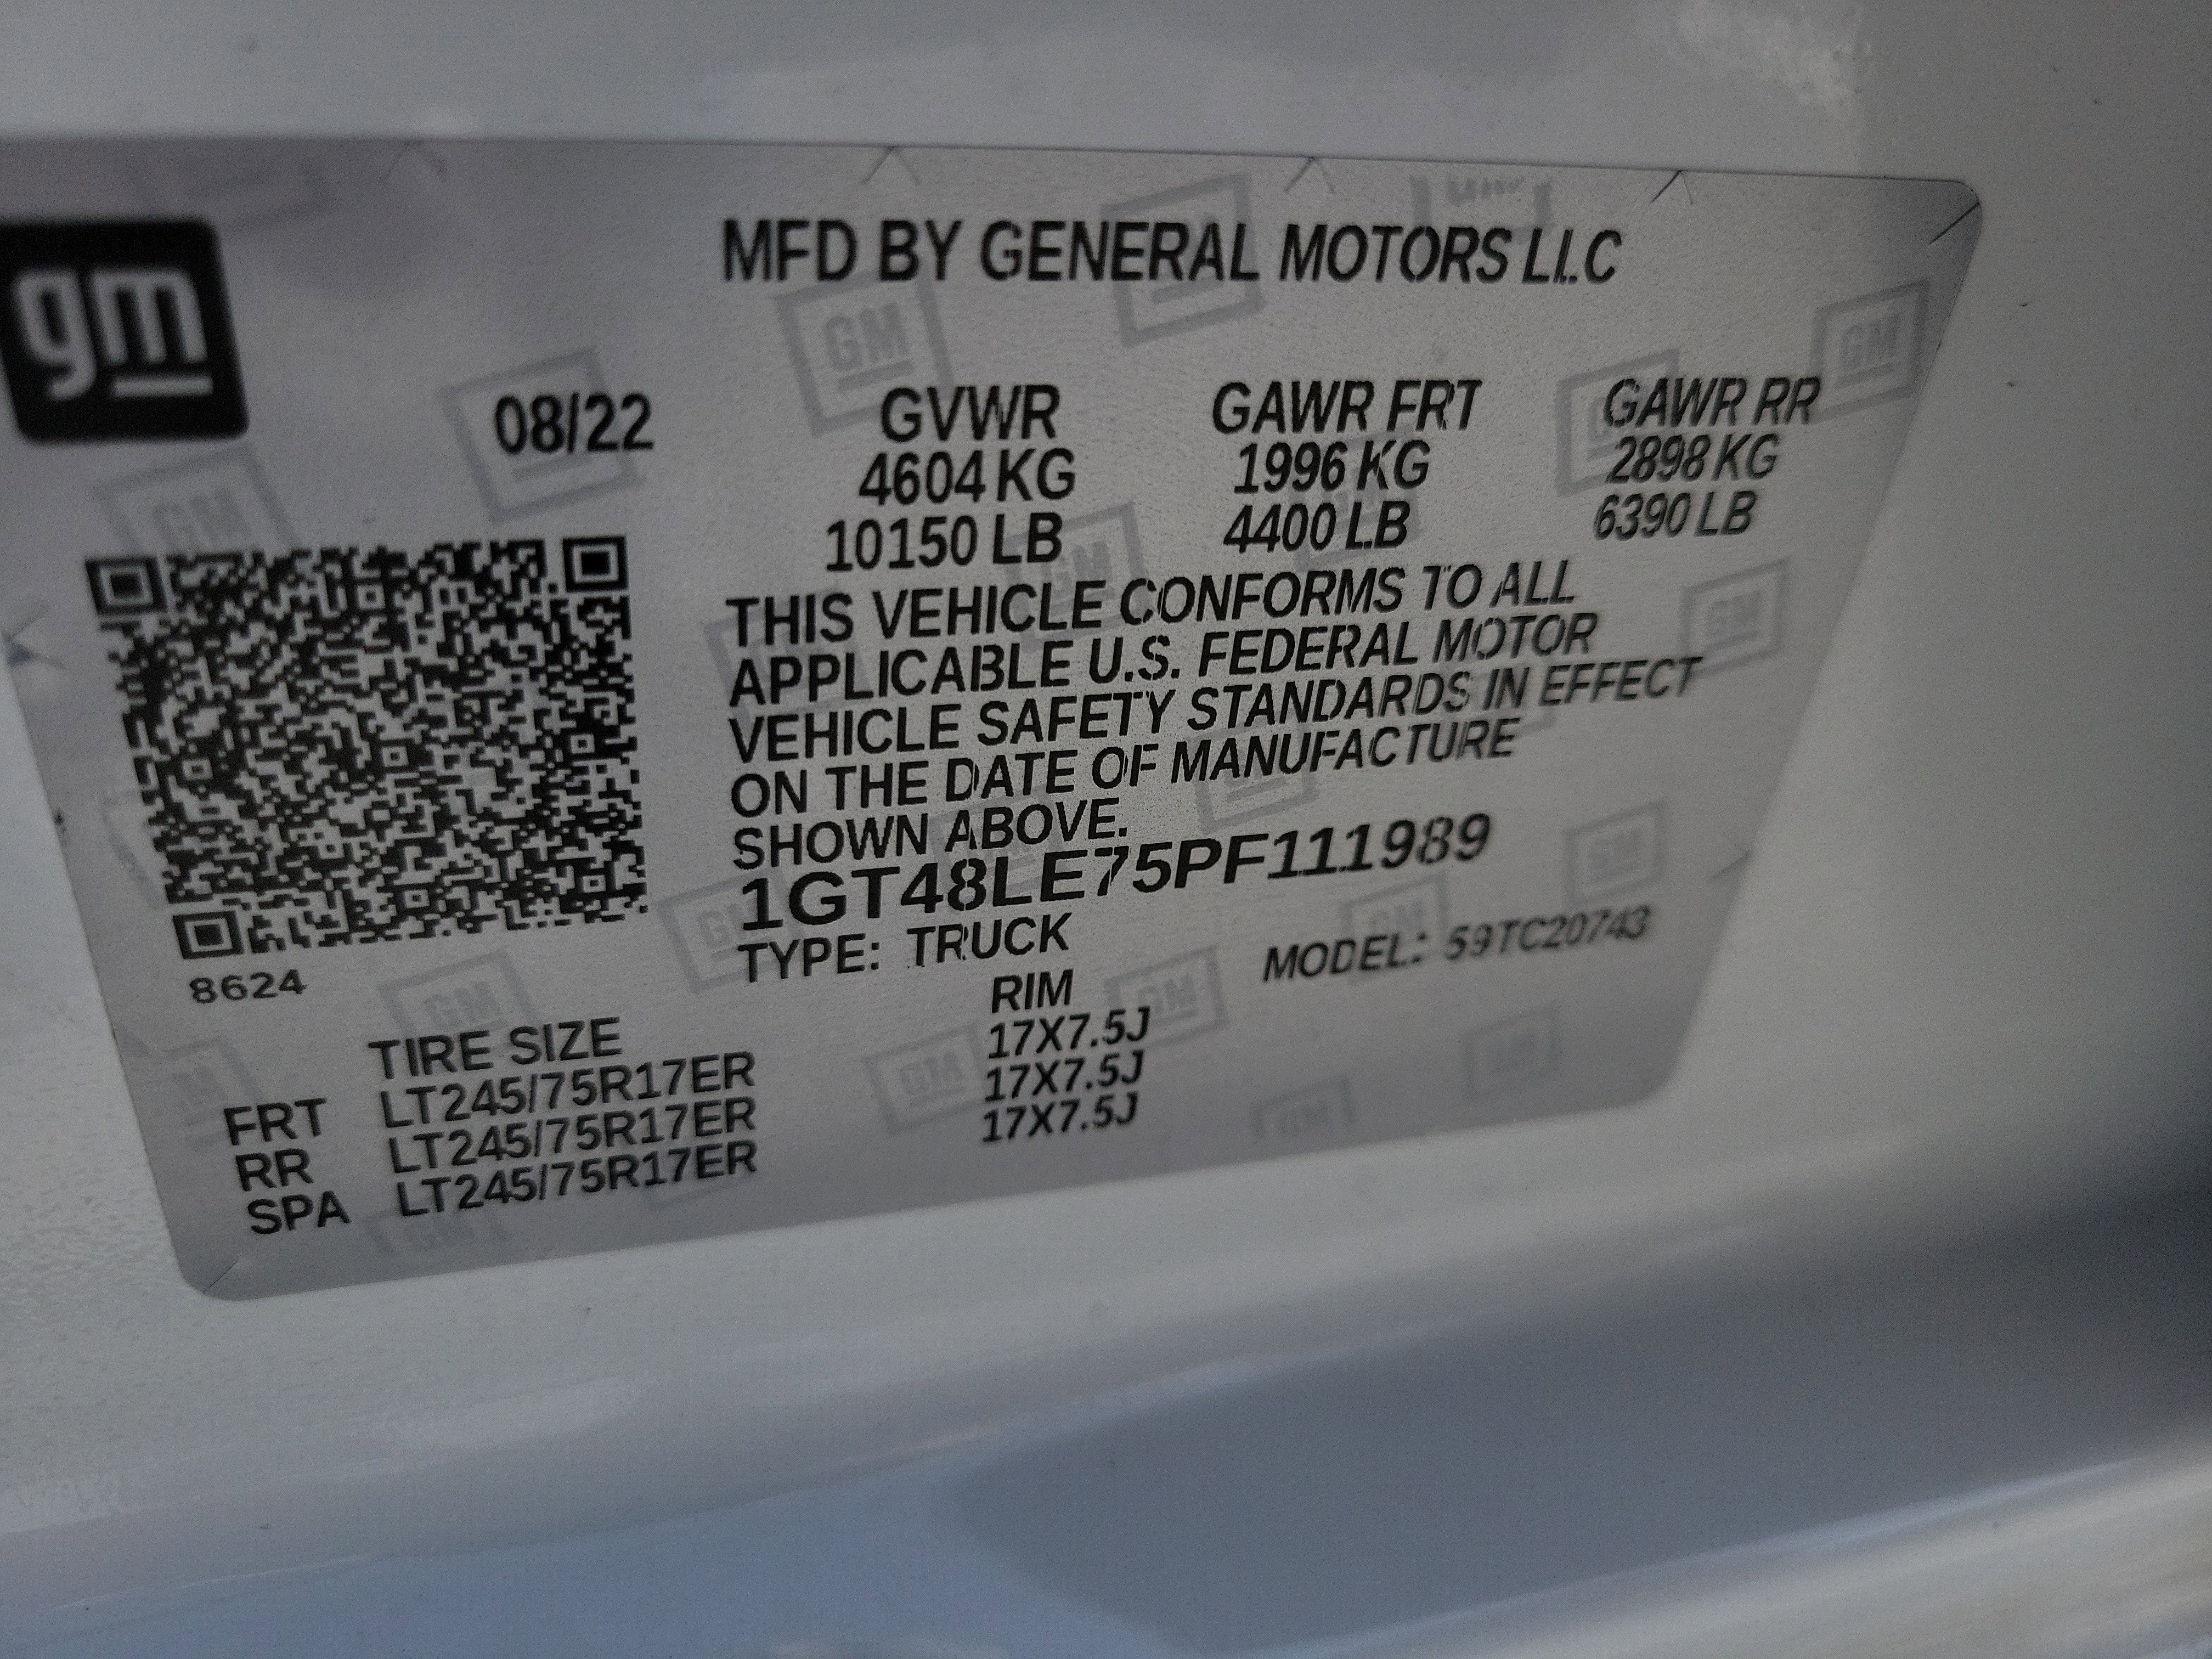 gm
MFD BY GENERAL MOTORS LLC
08/22 GVWR GAWR FRT GAWR RR
4604 KG 1996 KG 2898 KG
10150 LB 4400 LB 6390 LB
THIS VEHICLE CONFORMS TO ALL
APPLICABLE U.S. FEDERAL MOTOR
VEHICLE SAFETY STANDARDS IN EFFECT
ON THE DATE OF MANUFACTURE
SHOWN ABOVE.
1GT48LE75PF111989
TYPE: TRUCK MODEL: 59TC20743
8624
TIRE SIZE RIM
FRT LT245/75R17ER 17X7.5J
RR LT245/75R17ER 17X7.5J
SPA LT245/75R17ER 17X7.5J